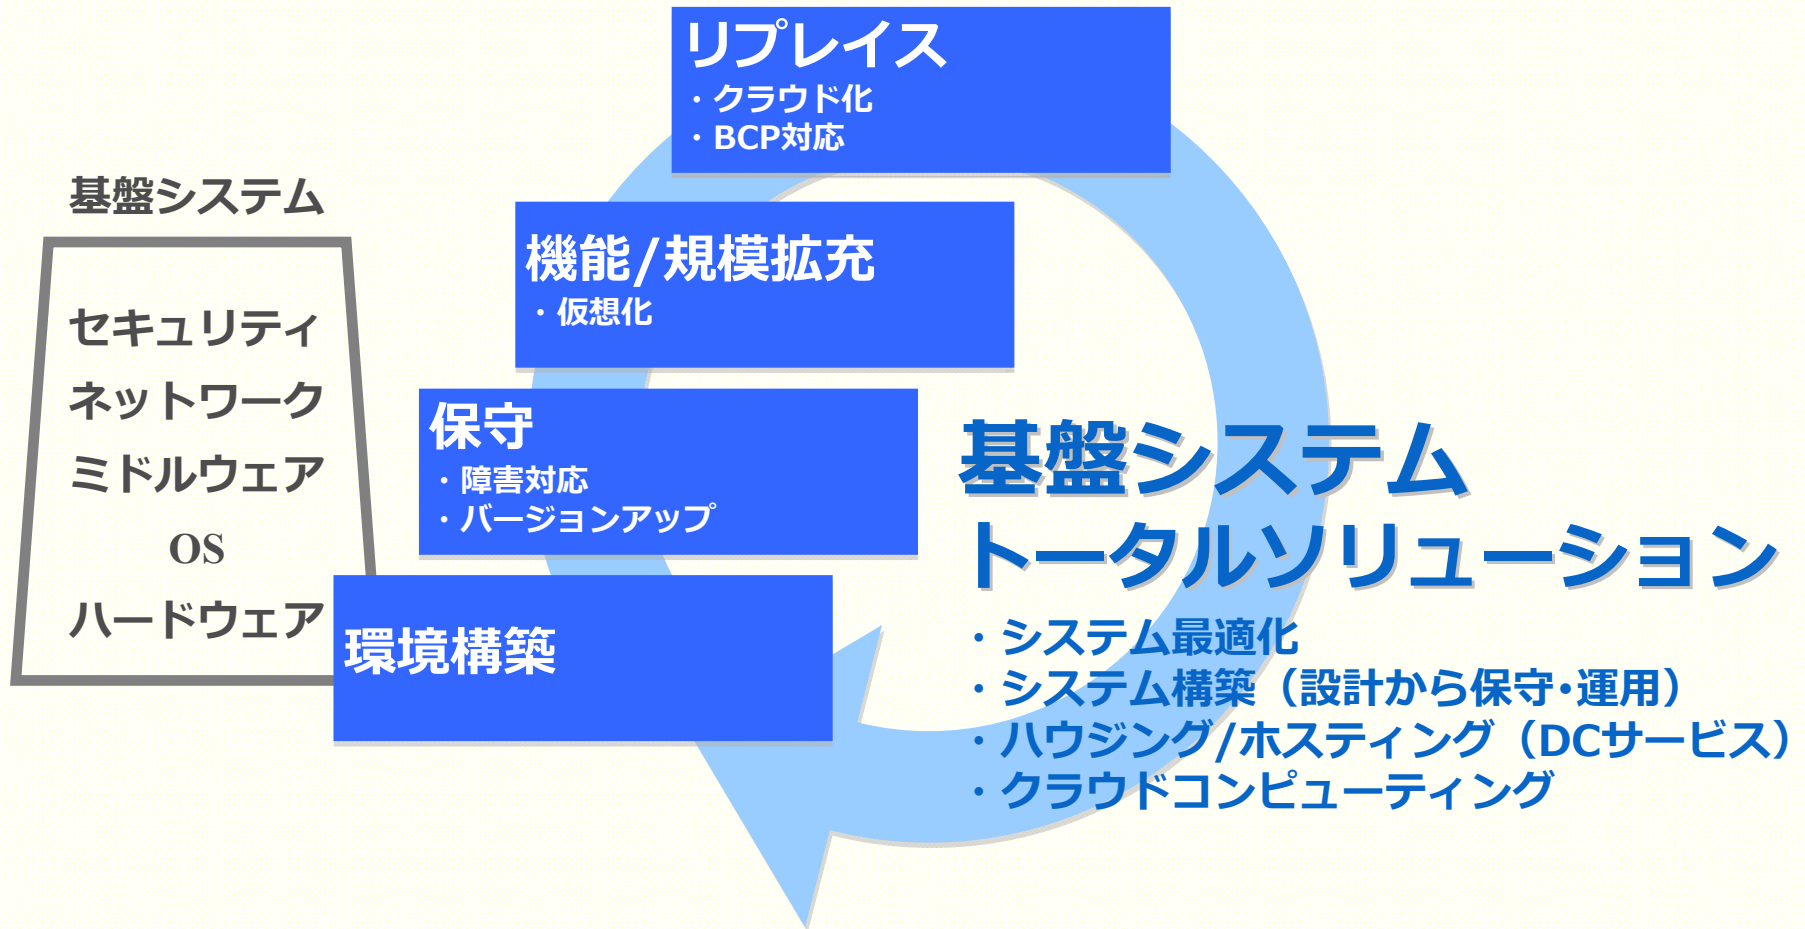 リプレイス
・クラウド化
・BCP対応
基盤システム
セキュリティ
ネットワーク
ミドルウェア
OS
ハードウェア
機能/規模拡充
・仮想化
保守
・障害対応
・バージョンアップ
環境構築
基盤システム
トータルソリューション
・システム最適化
・システム構築（設計から保守･運用）
・ハウジング/ホスティング（DCサービス）
・クラウドコンピューティング